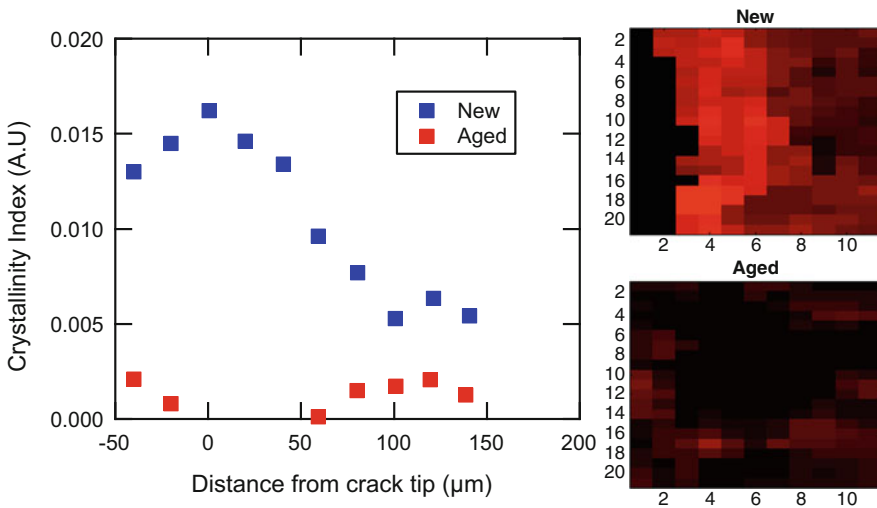 0.020
0.015
0.010
0.005
0.000
Crystallinity Index (A.U)
-50 0 50 100 150 200
Distance from crack tip (µm)
New
Aged
New
2
4
6
8
10
12
14
16
18
20
2 4 6 8 10
Aged
2
4
6
8
10
12
14
16
18
20
2 4 6 8 10